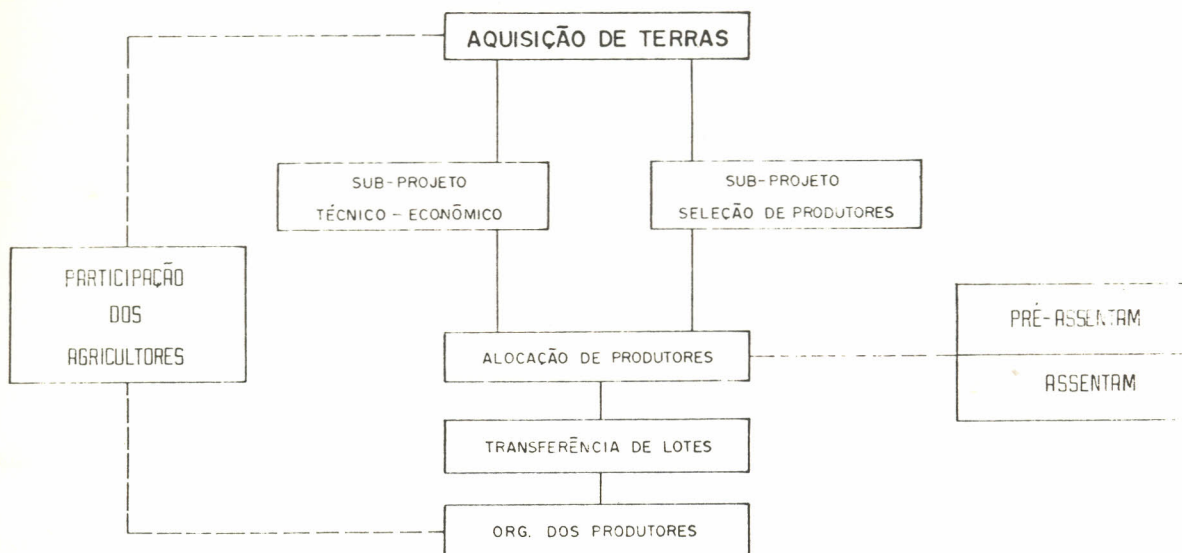 AQUISIÇÃO DE TERRAS
SUB-PROJETO
TÉCNICO - ECONÔMICO
SUB-PROJETO
SELEÇÃO DE PRODUTORES
PARTICIPAÇÃO
DOS
AGRICULTORES
ALOCAÇÃO DE PRODUTORES
PRÉ-ASSENTAM
ASSENTAM
TRANSFERÊNCIA DE LOTES
ORG. DOS PRODUTORES